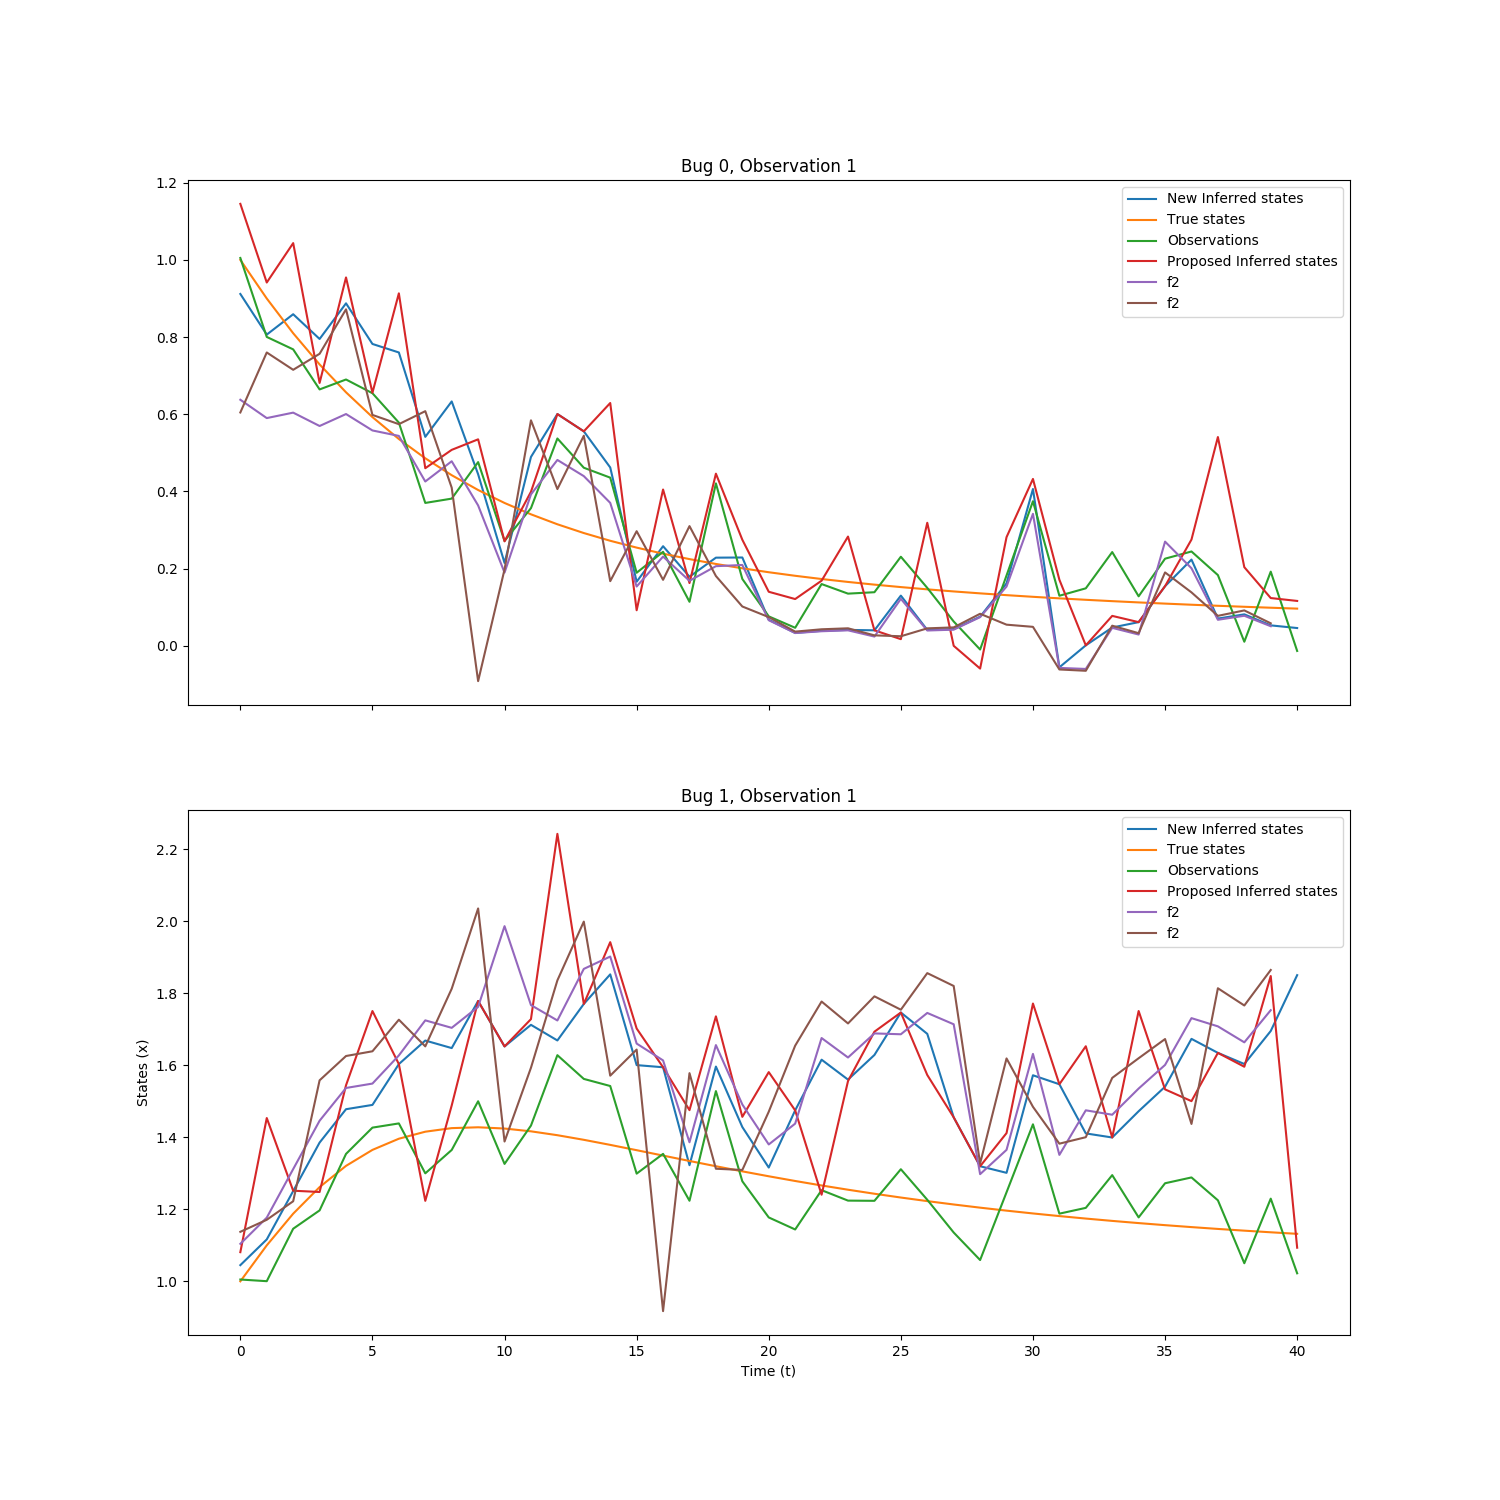 Bug 0, Observation 1
1.2
1.0
0.8
0.6
0.4
0.2
0.0
New Inferred states
True states
Observations
Proposed Inferred states
f2
f2
Bug 1, Observation 1
2.2
2.0
1.8
1.6
1.4
1.2
1.0
States (x)
New Inferred states
True states
Observations
Proposed Inferred states
f2
f2
0 5 10 15 20 25 30 35 40
Time (t)